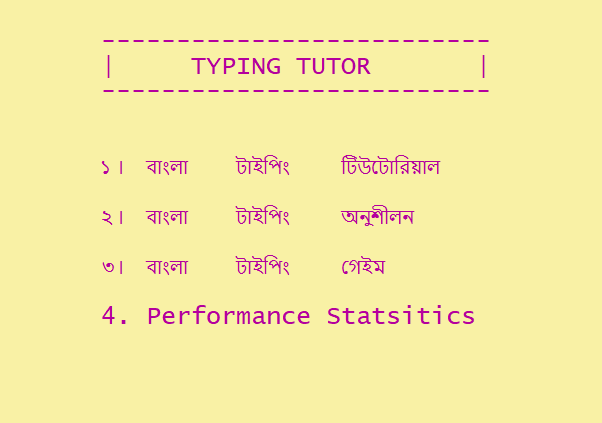 --------------------------
|     TYPING TUTOR       |
--------------------------
১। বাংলা টাইপিং টিউটোরিয়াল
২। বাংলা টাইপিং অনুশীলন
৩। বাংলা টাইপিং গেইম
4. Performance Statsitics